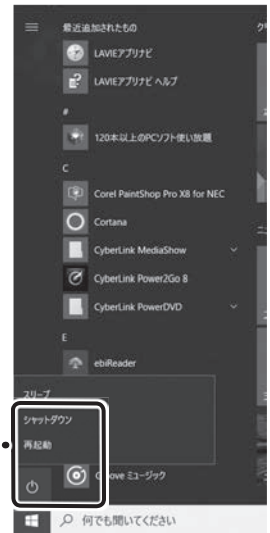 最近追加されたもの
LAVIEアプリナビ
LAVIEアプリナビ ヘルプ
#
120本以上のPCソフト使い放題
C
Corel PaintShop Pro X8 for NEC
Cortana
CyberLink MediaShow
CyberLink Power2Go 8
CyberLink PowerDVD
E
ebiReader
スリープ
シャットダウン
再起動
ove ミュージック
何でも聞いてください